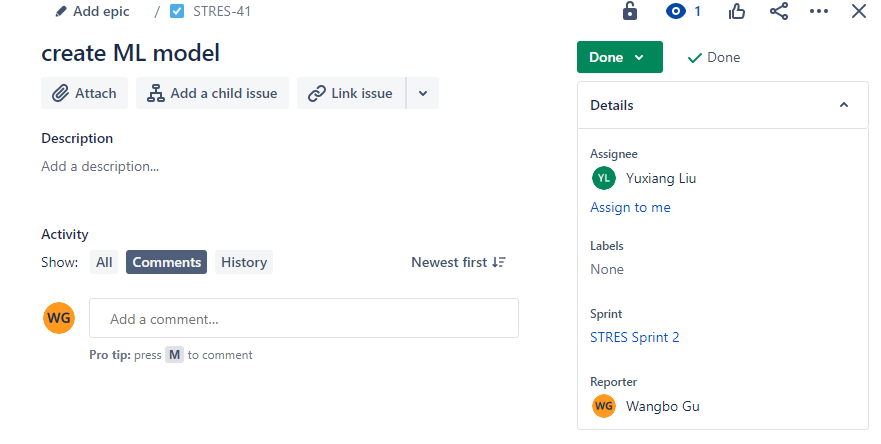 Add epic / STRES-41 1
create ML model
Attach Add a child issue Link issue
Description
Add a description...
Activity
Show: All Comments History Newest first
WG Add a comment...
Pro tip: press M to comment
Done Done
Details
Assignee
YL Yuxiang Liu
Assign to me
Labels
None
Sprint
STRES Sprint 2
Reporter
WG Wangbo Gu